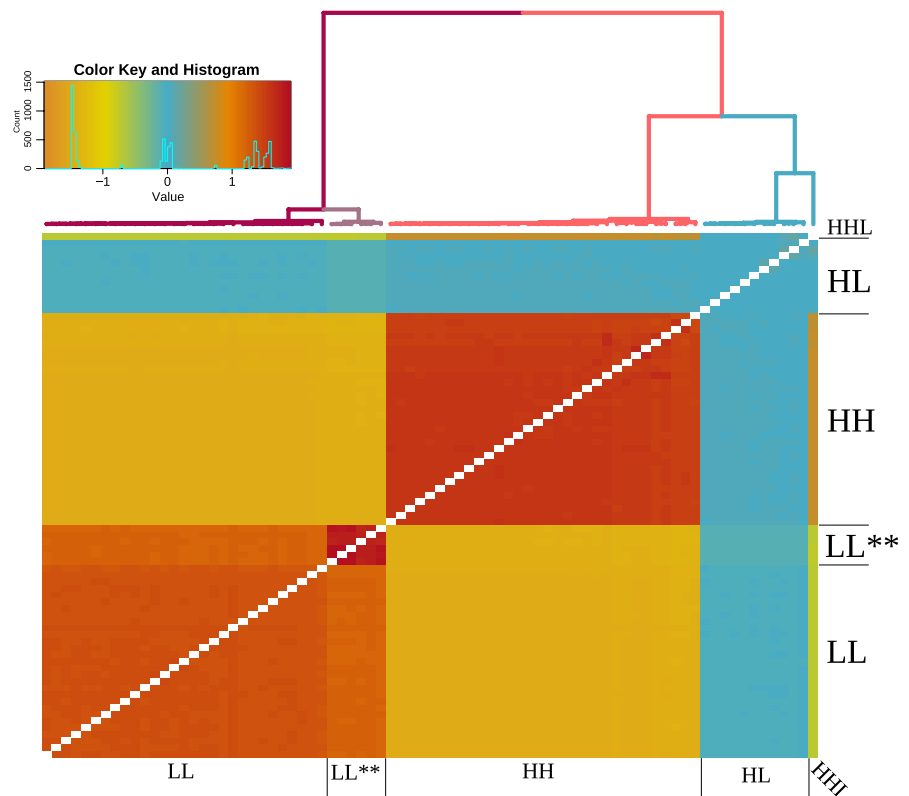 Color Key and Histogram
Count
0 500 1000 1500
−1 0 1
Value
HHL
HL
HH
LL**
LL
LL LL** HH HL HHL